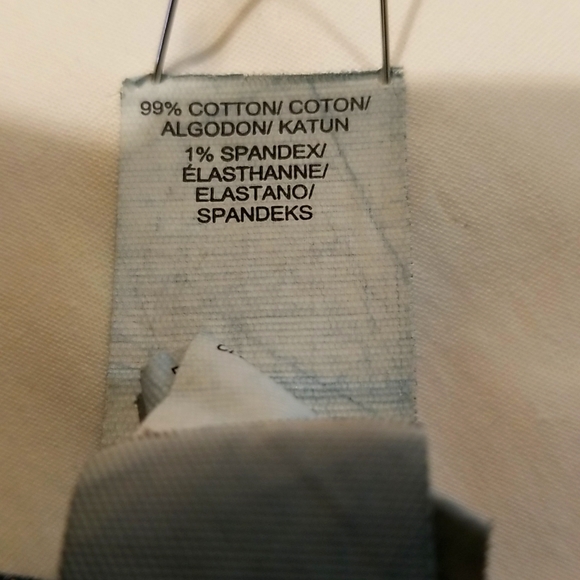 99% COTTON/ COTON/
ALGODON/ KATUN
1% SPANDEX/
ÉLASTHANNE/
ELASTANO/
SPANDEKS